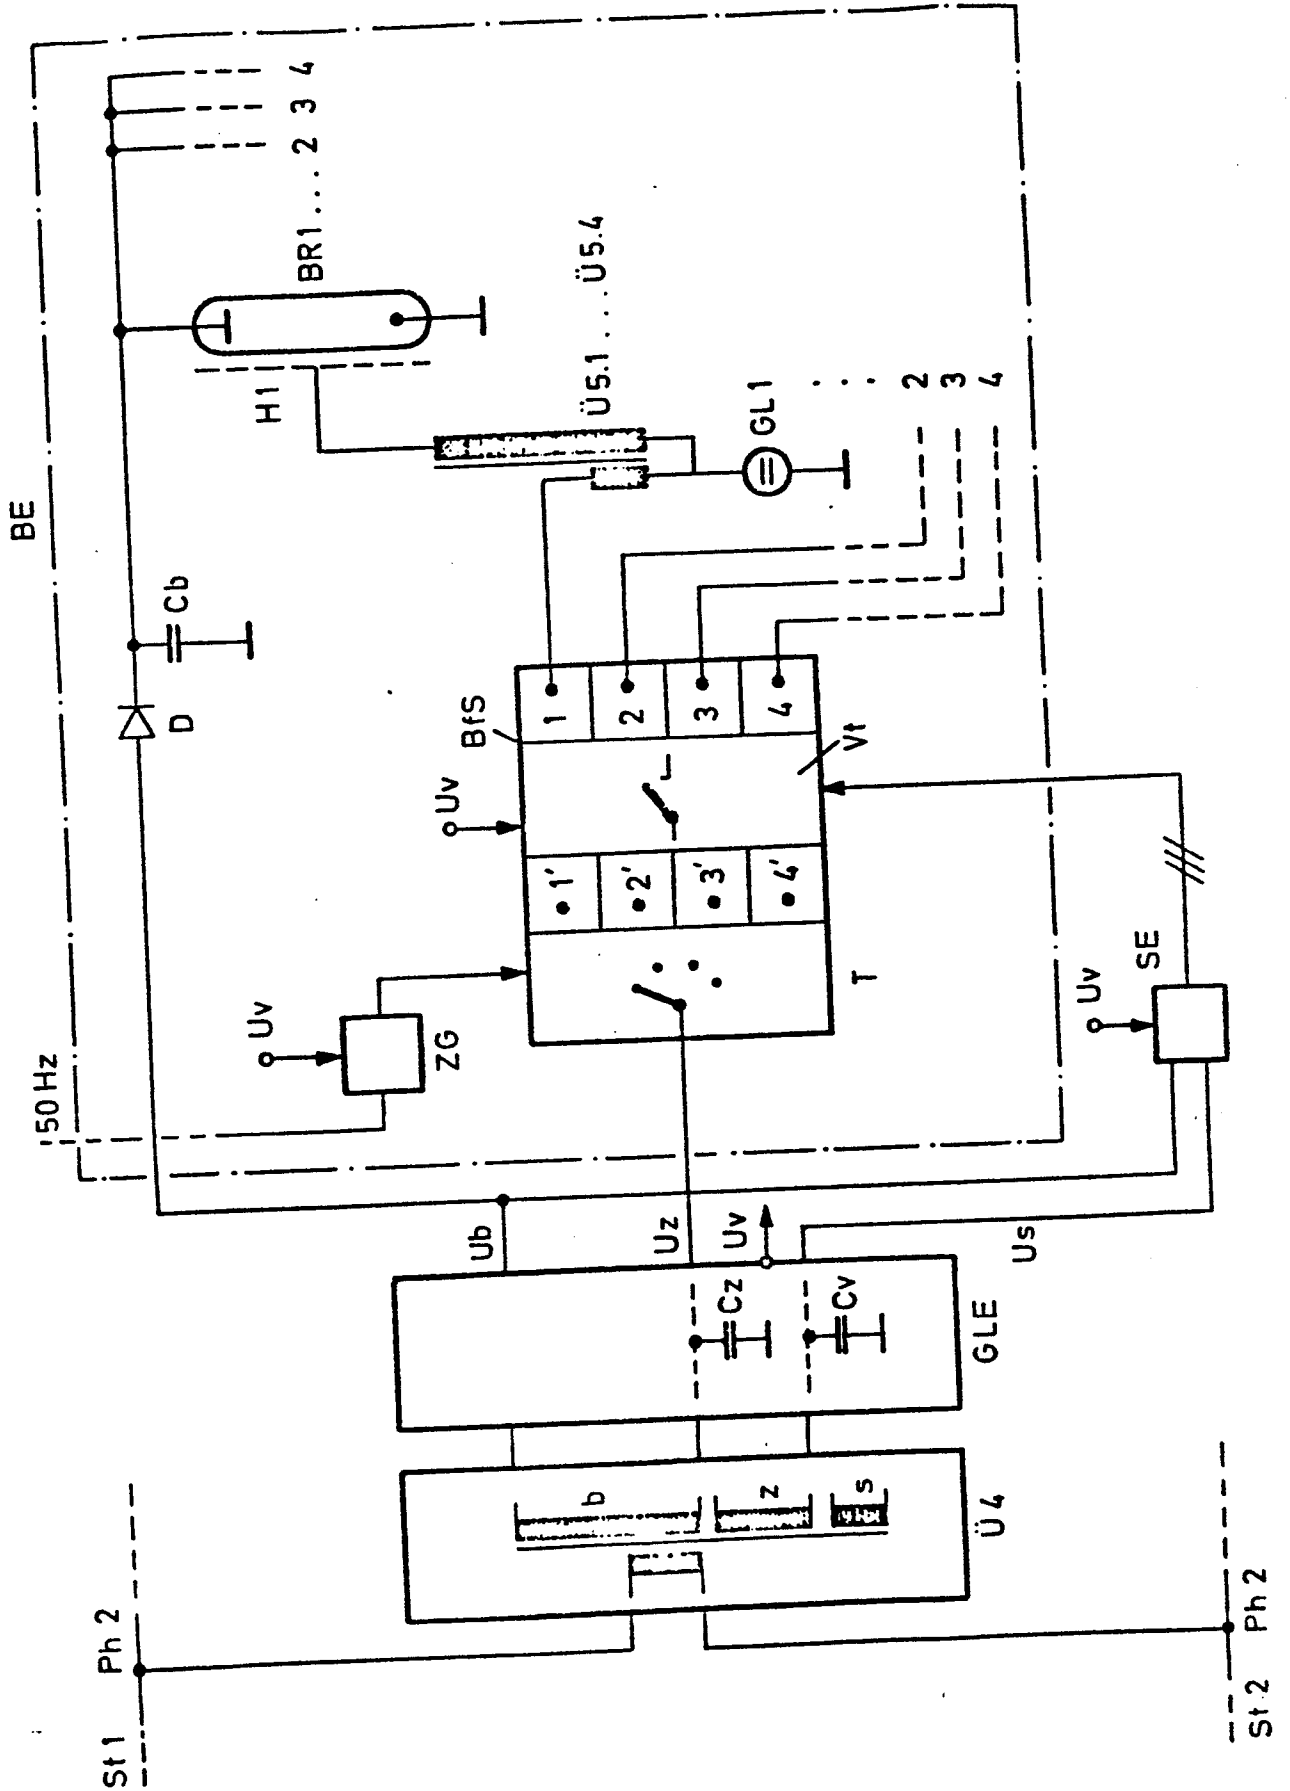 BE
St 1
Ph 2
'50 Hz
Uv
ZG
D
Cb
BR1 . . . 2 3 4
H1
Ü5.1 . . . Ü5.4
GL1 . . . 2 3 4
BfS
Uv
1' 2' 3' 4'
1 2 3 4
Vt
T
Ub
Uz
Uv
Us
Cz
Cv
GLE
b
z
s
Ü4
Uv
SE
St 2
Ph 2